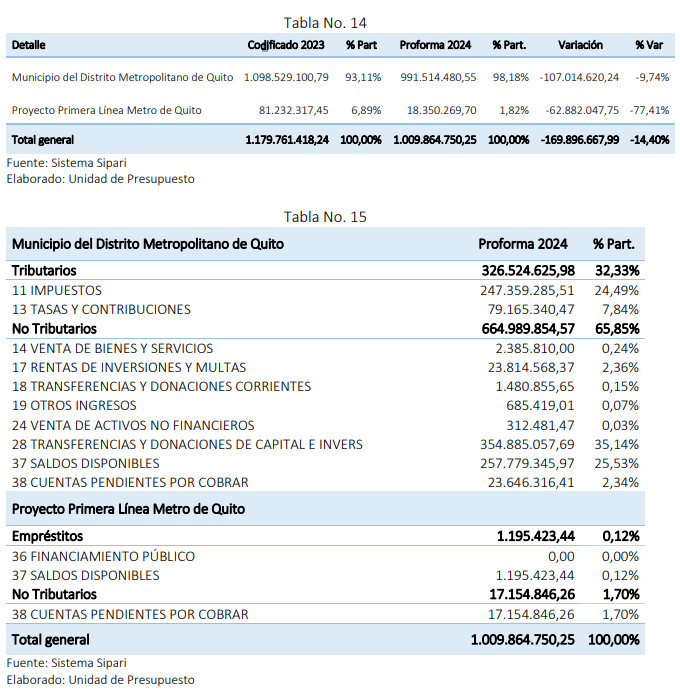 Tabla No. 14
Detalle Codificado 2023 % Part Proforma 2024 % Part. Variación % Var
Municipio del Distrito Metropolitano de Quito 1.098.529.100,79 93,11% 991.514.480,55 98,18% -107.014.620,24 -9,74%
Proyecto Primera Línea Metro de Quito 81.232.317,45 6,89% 18.350.269,70 1,82% -62.882.047,75 -77,41%
Total general 1.179.761.418,24 100,00% 1.009.864.750,25 100,00% -169.896.667,99 -14,40%
Fuente: Sistema Sipari
Elaborado: Unidad de Presupuesto
Tabla No. 15
Municipio del Distrito Metropolitano de Quito Proforma 2024 % Part.
Tributarios 326.524.625,98 32,33%
11 IMPUESTOS 247.359.285,51 24,49%
13 TASAS Y CONTRIBUCIONES 79.165.340,47 7,84%
No Tributarios 664.989.854,57 65,85%
14 VENTA DE BIENES Y SERVICIOS 2.385.810,00 0,24%
17 RENTAS DE INVERSIONES Y MULTAS 23.814.568,37 2,36%
18 TRANSFERENCIAS Y DONACIONES CORRIENTES 1.480.855,65 0,15%
19 OTROS INGRESOS 685.419,01 0,07%
24 VENTA DE ACTIVOS NO FINANCIEROS 312.481,47 0,03%
28 TRANSFERENCIAS Y DONACIONES DE CAPITAL E INVERS 354.885.057,69 35,14%
37 SALDOS DISPONIBLES 257.779.345,97 25,53%
38 CUENTAS PENDIENTES POR COBRAR 23.646.316,41 2,34%
Proyecto Primera Línea Metro de Quito
Empréstitos 1.195.423,44 0,12%
36 FINANCIAMIENTO PÚBLICO 0,00 0,00%
37 SALDOS DISPONIBLES 1.195.423,44 0,12%
No Tributarios 17.154.846,26 1,70%
38 CUENTAS PENDIENTES POR COBRAR 17.154.846,26 1,70%
Total general 1.009.864.750,25 100,00%
Fuente: Sistema Sipari
Elaborado: Unidad de Presupuesto